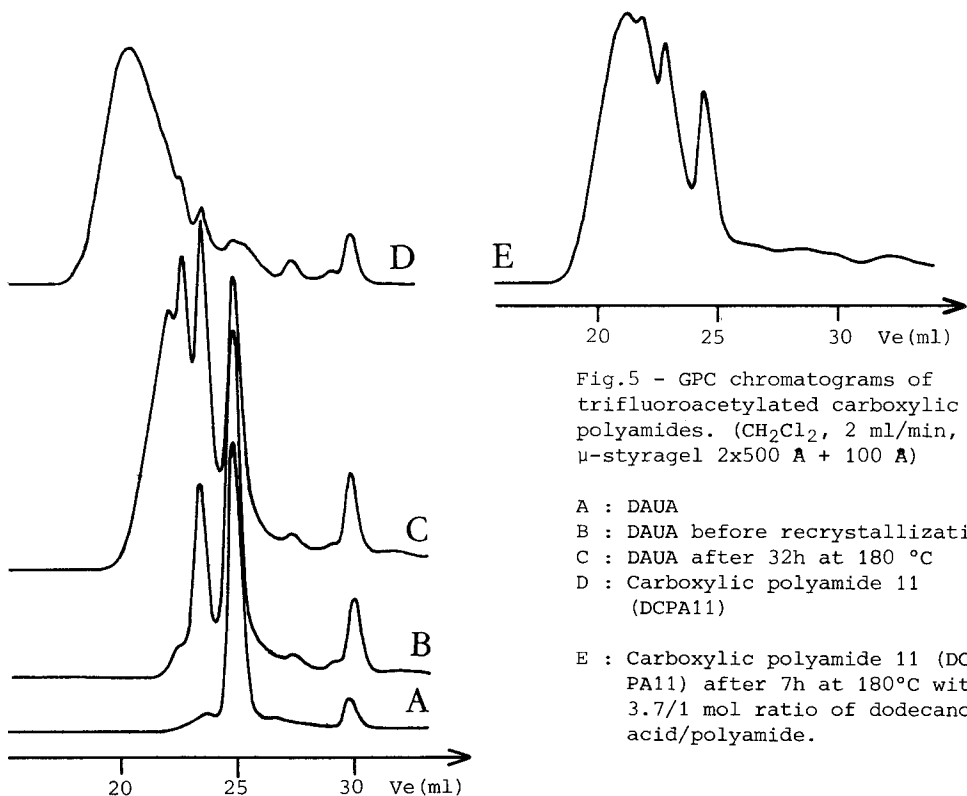 D
E
C
B
A
20 25 30 Ve(ml)
20 25 30 Ve(ml)
Fig.5 - GPC chromatograms of
trifluoroacetylated carboxylic
polyamides. (CH₂Cl₂, 2 ml/min,
µ-styragel 2x500 Å + 100 Å)
A : DAUA
B : DAUA before recrystallizati
C : DAUA after 32h at 180 °C
D : Carboxylic polyamide 11
(DCPA11)
E : Carboxylic polyamide 11 (DC
PA11) after 7h at 180°C wit
3.7/1 mol ratio of dodecano
acid/polyamide.